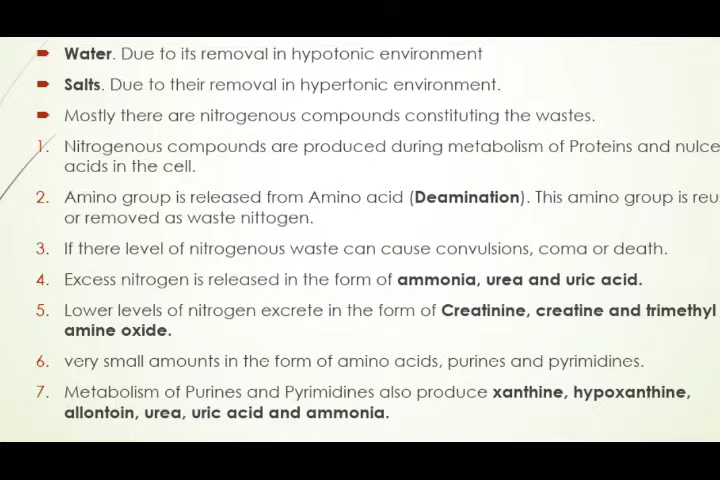 Water. Due to its removal in hypotonic environment
Salts. Due to their removal in hypertonic environment.
Mostly there are nitrogenous compounds constituting the wastes.
1. Nitrogenous compounds are produced during metabolism of Proteins and nulce
acids in the cell.
2. Amino group is released from Amino acid (Deamination). This amino group is reu
or removed as waste nittogen.
3. If there level of nitrogenous waste can cause convulsions, coma or death.
4. Excess nitrogen is released in the form of ammonia, urea and uric acid.
5. Lower levels of nitrogen excrete in the form of Creatinine, creatine and trimethyl
amine oxide.
6. very small amounts in the form of amino acids, purines and pyrimidines.
7. Metabolism of Purines and Pyrimidines also produce xanthine, hypoxanthine,
allontoin, urea, uric acid and ammonia.